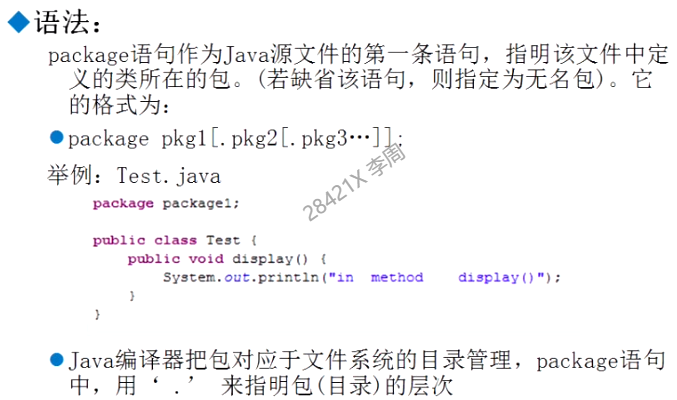 语法：
package语句作为Java源文件的第一条语句，指明该文件中定
义的类所在的包。(若缺省该语句，则指定为无名包)。它
的格式为：
package pkg1[.pkg2[.pkg3…]];
举例：Test.java
28421X 李周
package package1;
public class Test {
public void display() {
System.out.println("in  method    display()");
}
}
Java编译器把包对应于文件系统的目录管理，package语句
中，用‘.’ 来指明包(目录)的层次